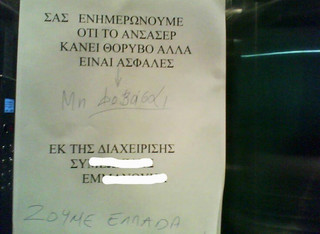 ΣΑΣ ΕΝΗΜΕΡΩΝΟΥΜΕ
ΟΤΙ ΤΟ ΑΝΣΑΣΕΡ
ΚΑΝΕΙ ΘΟΡΥΒΟ ΑΛΛΑ
ΕΙΝΑΙ ΑΣΦΑΛΕΣ
Μη φοβάσαι
ΕΚ ΤΗΣ ΔΙΑΧΕΙΡΙΣΗΣ
ΖΟΥΜΕ ΕΛΛΑΔΑ